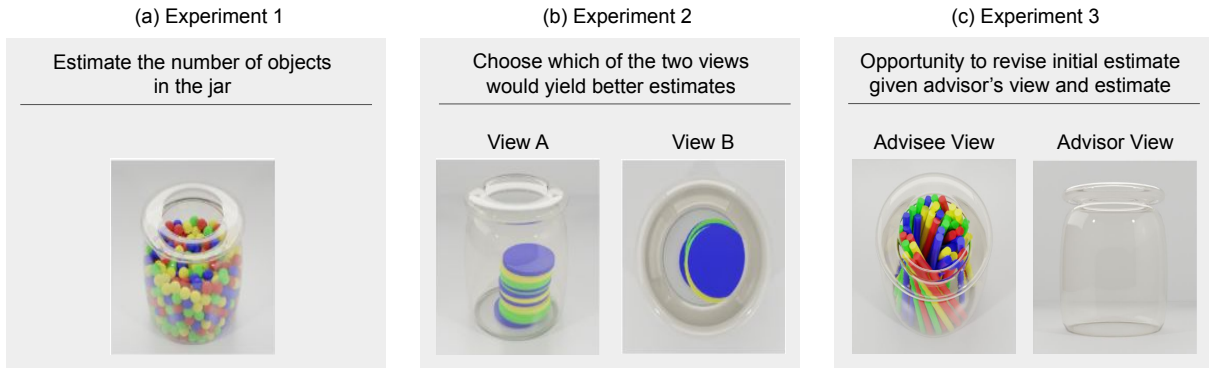 (a) Experiment 1
Estimate the number of objects
in the jar
(b) Experiment 2
Choose which of the two views
would yield better estimates
View A
View B
(c) Experiment 3
Opportunity to revise initial estimate
given advisor's view and estimate
Advisee View
Advisor View